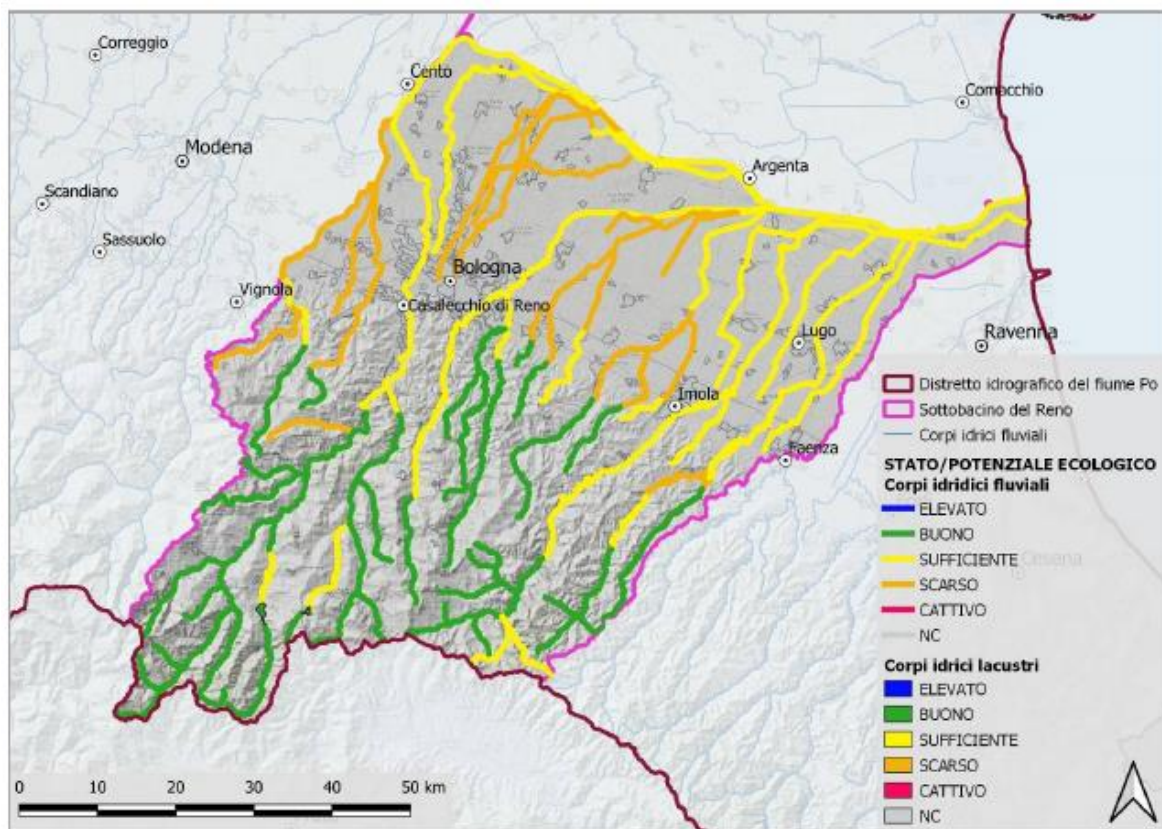 Correggio
Cento
Comacchio
Modena
Argenta
Scandiano
Sassuolo
Bologna
Vignola
Casalecchio di Reno
Lugo
Ravenna
Imola
Faenza
Distretto idrografico del fiume Po
Sottobacino del Reno
Corpi idrici fluviali
STATO/POTENZIALE ECOLOGICO
Corpi idridici fluviali
ELEVATO
BUONO
SUFFICIENTE
Cesena
SCARSO
CATTIVO
NC
Corpi idrici lacustri
ELEVATO
BUONO
SUFFICIENTE
SCARSO
CATTIVO
NC
0 10 20 30 40 50 km